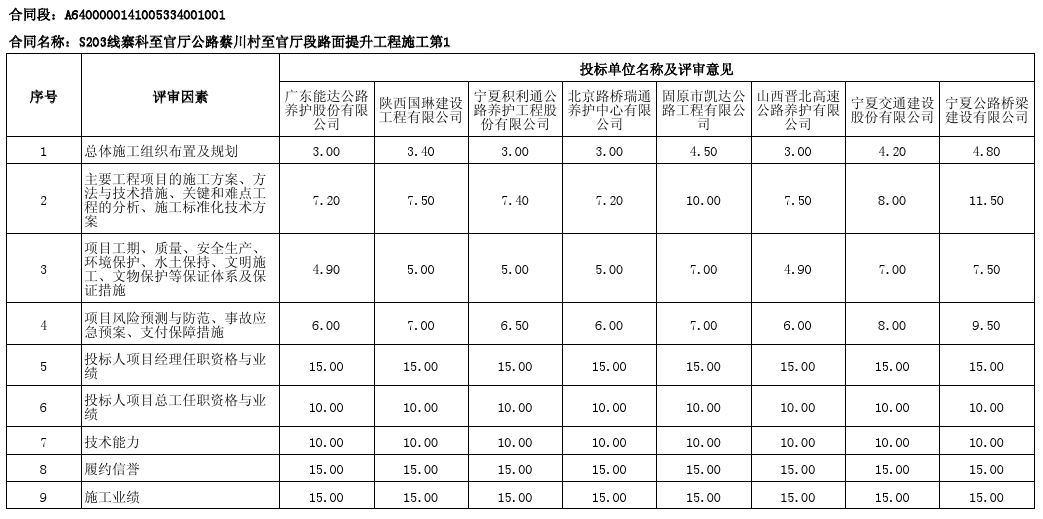 合同段：A6400000141005334001001
合同名称：S203线寨科至官厅公路蔡川村至官厅段路面提升工程施工第1
序号 评审因素 投标单位名称及评审意见
广东能达公路养护股份有限公司 陕西国琳建设工程有限公司 宁夏积利通公路养护工程股份有限公司 北京路桥瑞通养护中心有限公司 固原市凯达公路工程有限公司 山西晋北高速公路养护有限公司 宁夏交通建设股份有限公司 宁夏公路桥梁建设有限公司
1 总体施工组织布置及规划 3.00 3.40 3.00 3.00 4.50 3.00 4.20 4.80
2 主要工程项目的施工方案、方法与技术措施、关键和难点工程的分析、施工标准化技术方案 7.20 7.50 7.40 7.20 10.00 7.50 8.00 11.50
3 项目工期、质量、安全生产、环境保护、水土保持、文明施工、文物保护等保证体系及保证措施 4.90 5.00 5.00 5.00 7.00 4.90 7.00 7.50
4 项目风险预测与防范、事故应急预案、支付保障措施 6.00 7.00 6.50 6.00 7.00 6.00 8.00 9.50
5 投标人项目经理任职资格与业绩 15.00 15.00 15.00 15.00 15.00 15.00 15.00 15.00
6 投标人项目总工任职资格与业绩 10.00 10.00 10.00 10.00 10.00 10.00 10.00 10.00
7 技术能力 10.00 10.00 10.00 10.00 10.00 10.00 10.00 10.00
8 履约信誉 15.00 15.00 15.00 15.00 15.00 15.00 15.00 15.00
9 施工业绩 15.00 15.00 15.00 15.00 15.00 15.00 15.00 15.00